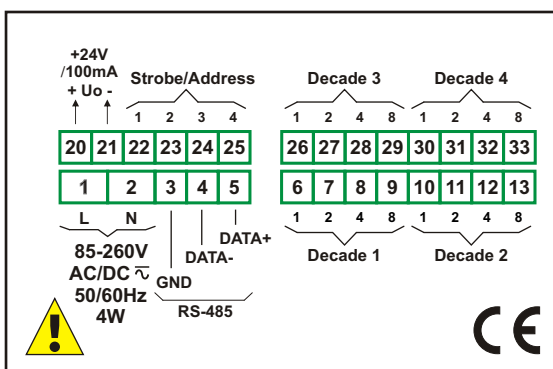 +24V
/100mA
+ Uo -
Strobe/Address
1 2 3 4
Decade 3
1 2 4 8
Decade 4
1 2 4 8
20 21 22 23 24 25
26 27 28 29 30 31 32 33
1 2 3 4 5
6 7 8 9 10 11 12 13
L N
85-260V
AC/DC
50/60Hz
4W
GND
DATA-
DATA+
RS-485
1 2 4 8
Decade 1
1 2 4 8
Decade 2
CE